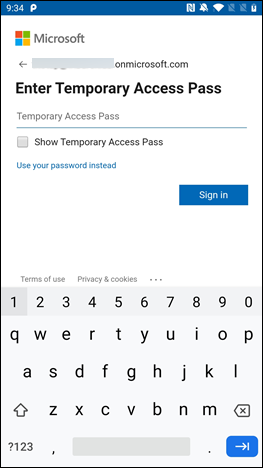 9:34
Microsoft
onmicrosoft.com
Enter Temporary Access Pass
Temporary Access Pass
Show Temporary Access Pass
Use your password instead
Sign in
Terms of use Privacy & cookies ...
1 2 3 4 5 6 7 8 9 0
q w e r t y u i o p
a s d f g h j k l
z x c v b n m
?123 , .